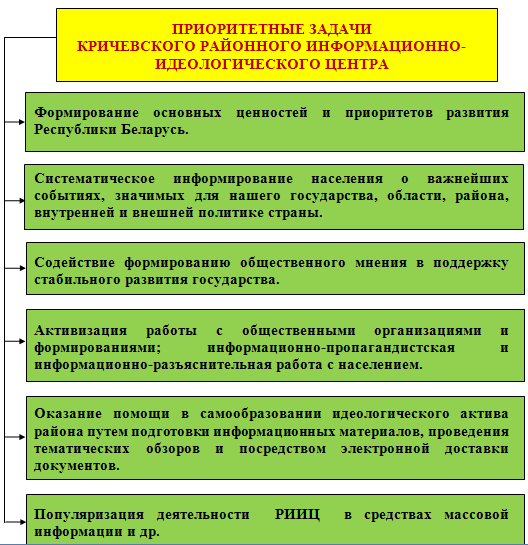 ПРИОРИТЕТНЫЕ ЗАДАЧИ
КРИЧЕВСКОГО РАЙОННОГО ИНФОРМАЦИОННО-
ИДЕОЛОГИЧЕСКОГО ЦЕНТРА
Формирование основных ценностей и приоритетов развития
Республики Беларусь.
Систематическое информирование населения о важнейших
событиях, значимых для нашего государства, области, района,
внутренней и внешней политике страны.
Содействие формированию общественного мнения в поддержку
стабильного развития государства.
Активизация работы с общественными организациями и
формированиями; информационно-пропагандистская и
информационно-разъяснительная работа с населением.
Оказание помощи в самообразовании идеологического актива
района путем подготовки информационных материалов, проведения
тематических обзоров и посредством электронной доставки
документов.
Популяризация деятельности РИИЦ в средствах массовой
информации и др.